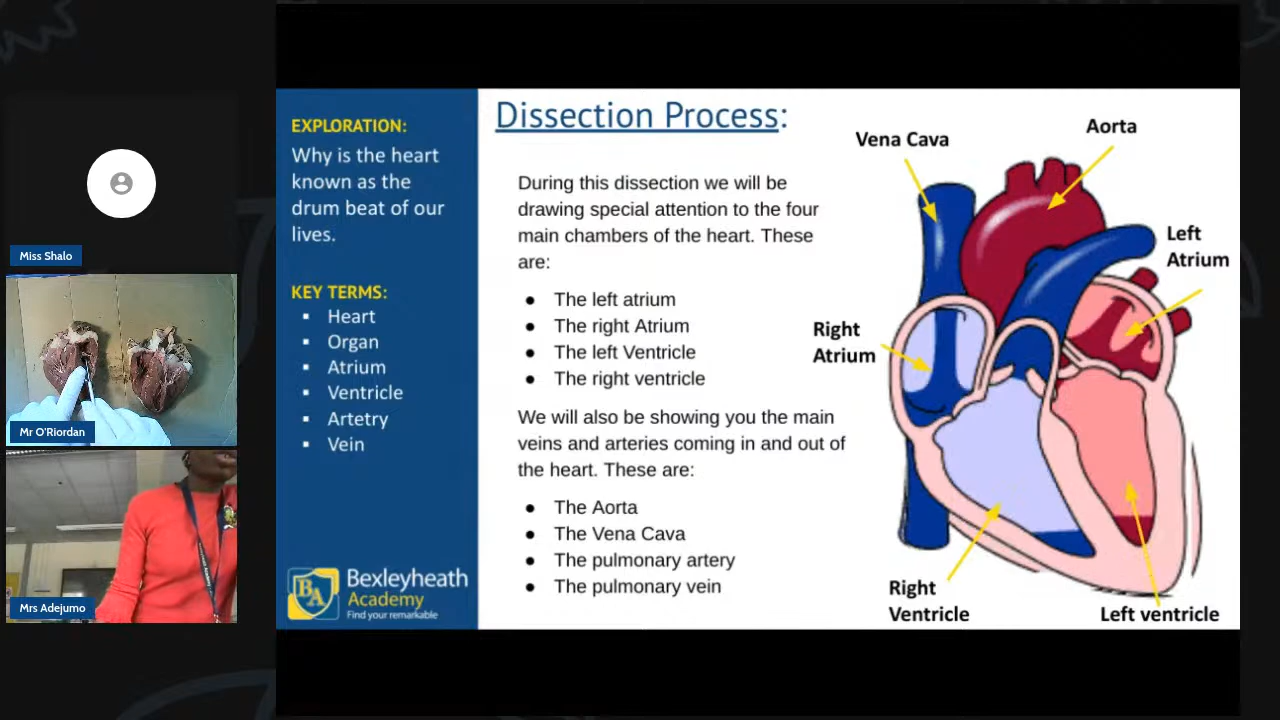 Miss Shalo
Mr O'Riordan
Mrs Adejumo
EXPLORATION:
Why is the heart
known as the
drum beat of our
lives.
KEY TERMS:
▪ Heart
▪ Organ
▪ Atrium
▪ Ventricle
▪ Artetry
▪ Vein
BA
Bexleyheath
Academy
Find your remarkable
Dissection Process:
During this dissection we will be
drawing special attention to the four
main chambers of the heart. These
are:
● The left atrium
● The right Atrium
● The left Ventricle
● The right ventricle
We will also be showing you the main
veins and arteries coming in and out of
the heart. These are:
● The Aorta
● The Vena Cava
● The pulmonary artery
● The pulmonary vein
Vena Cava
Aorta
Left
Atrium
Right
Atrium
Right
Ventricle
Left ventricle